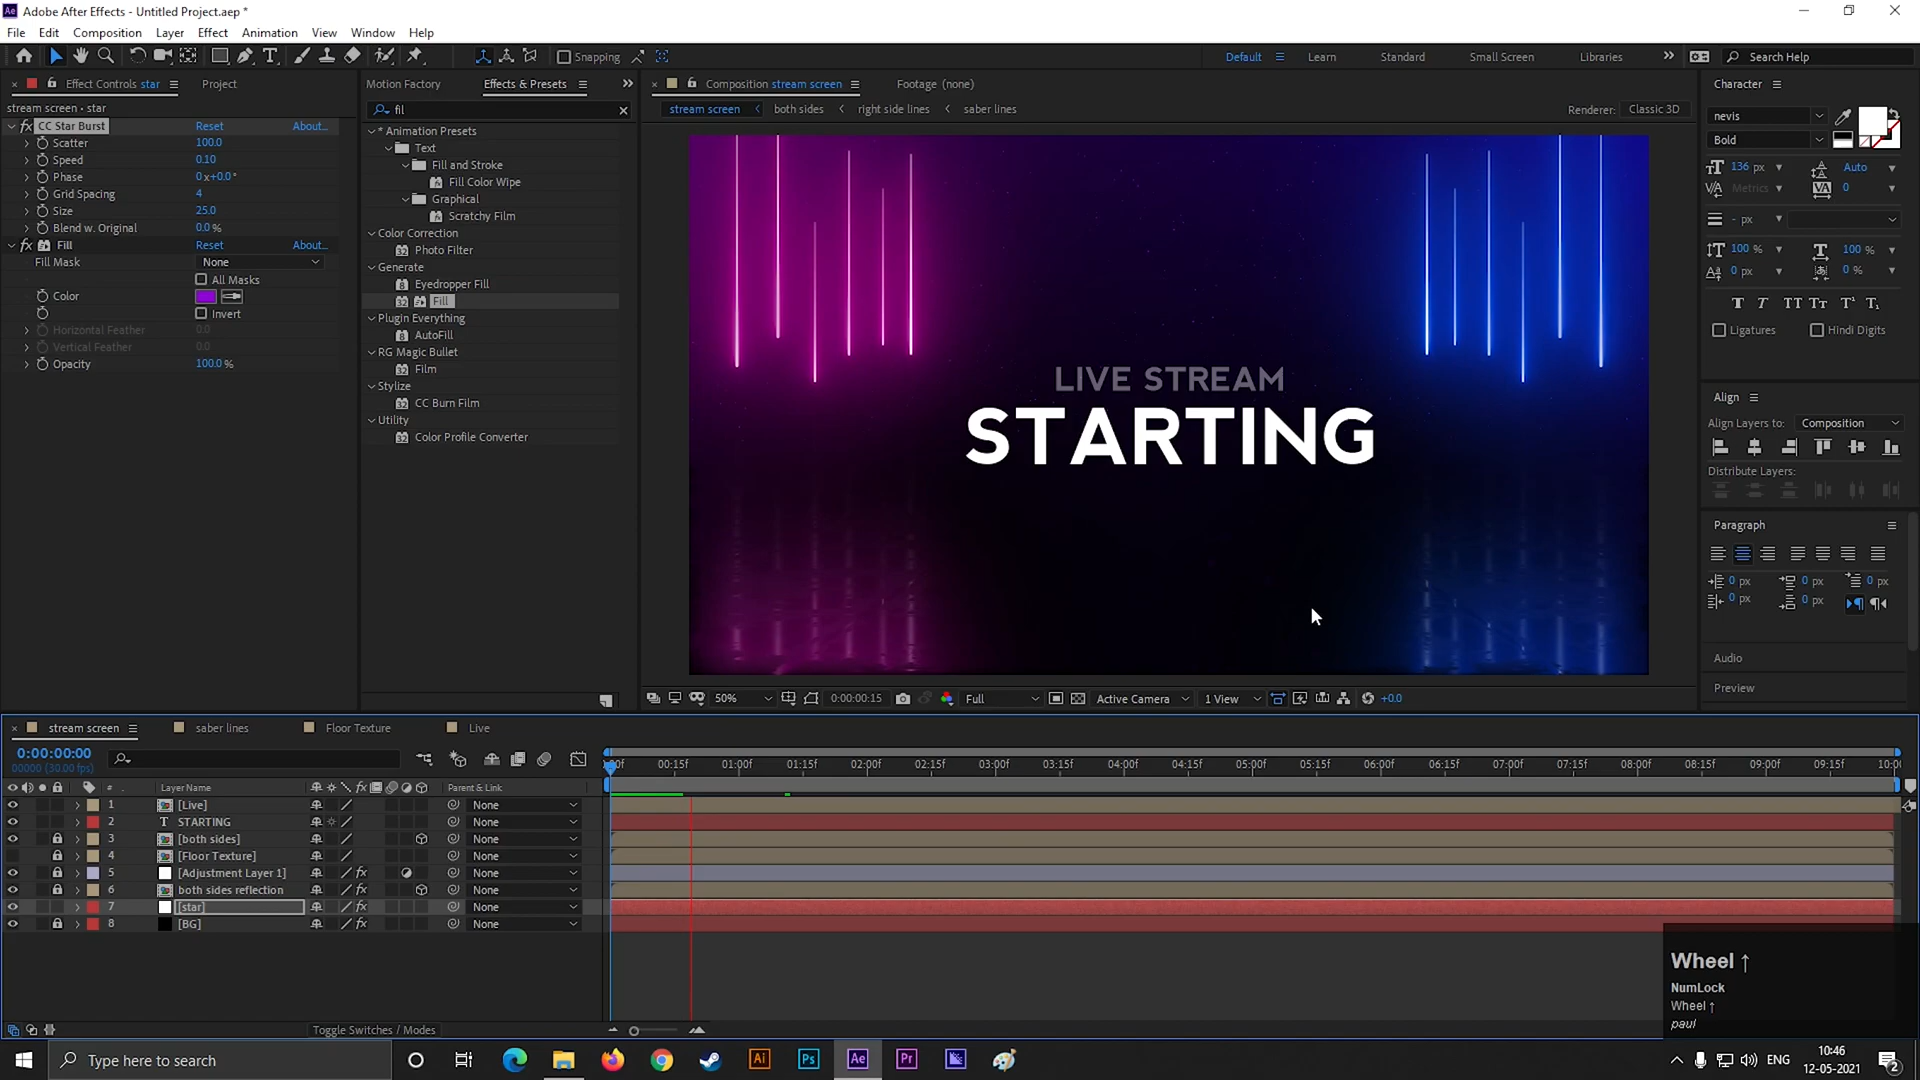 Adobe After Effects - Untitled Project.aep *
File Edit Composition Layer Effect Animation View Window Help
Snapping
Default Learn Standard Small Screen Libraries Search Help
Effect Controls star Project
stream screen • star
CC Star Burst Reset About...
Scatter 100.0
Speed 0.10
Phase 0x+0.0°
Grid Spacing 4
Size 25.0
Blend w. Original 0.0 %
Fill Reset About...
Fill Mask None
All Masks
Color
Invert
Horizontal Feather 0.0
Vertical Feather 0.0
Opacity 100.0 %
Motion Factory Effects & Presets
fil
* Animation Presets
Text
Fill and Stroke
Fill Color Wipe
Graphical
Scratchy Film
Color Correction
Photo Filter
Generate
Eyedropper Fill
Fill
Plugin Everything
AutoFill
RG Magic Bullet
Film
Stylize
CC Burn Film
Utility
Color Profile Converter
Composition stream screen Footage (none)
stream screen both sides right side lines saber lines
Renderer: Classic 3D
LIVE STREAM
STARTING
50% 0:00:00:15 Full Active Camera 1 View +0.0
Character
nevis
Bold
136 px Auto
Metrics 0
- px
100 % 100 %
0 px 0 %
Ligatures Hindi Digits
Align
Align Layers to: Composition
Distribute Layers:
Paragraph
0 px 0 px 0 px
0 px 0 px
Audio
Preview
stream screen saber lines Floor Texture Live
0:00:00:00
00000 (30.00 fps)
:00f 00:15f 01:00f 01:15f 02:00f 02:15f 03:00f 03:15f 04:00f 04:15f 05:00f 05:15f 06:00f 06:15f 07:00f 07:15f 08:00f 08:15f 09:00f 09:15f 10:00
# Layer Name Parent & Link
1 [Live] None
2 STARTING None
3 [both sides] None
4 [Floor Texture] None
5 [Adjustment Layer 1] None
6 both sides reflection None
7 [star] None
8 [BG] None
Toggle Switches / Modes
Wheel ↑
NumLock
Wheel ↑
paul
Type here to search
ENG
10:46
12-05-2021
2